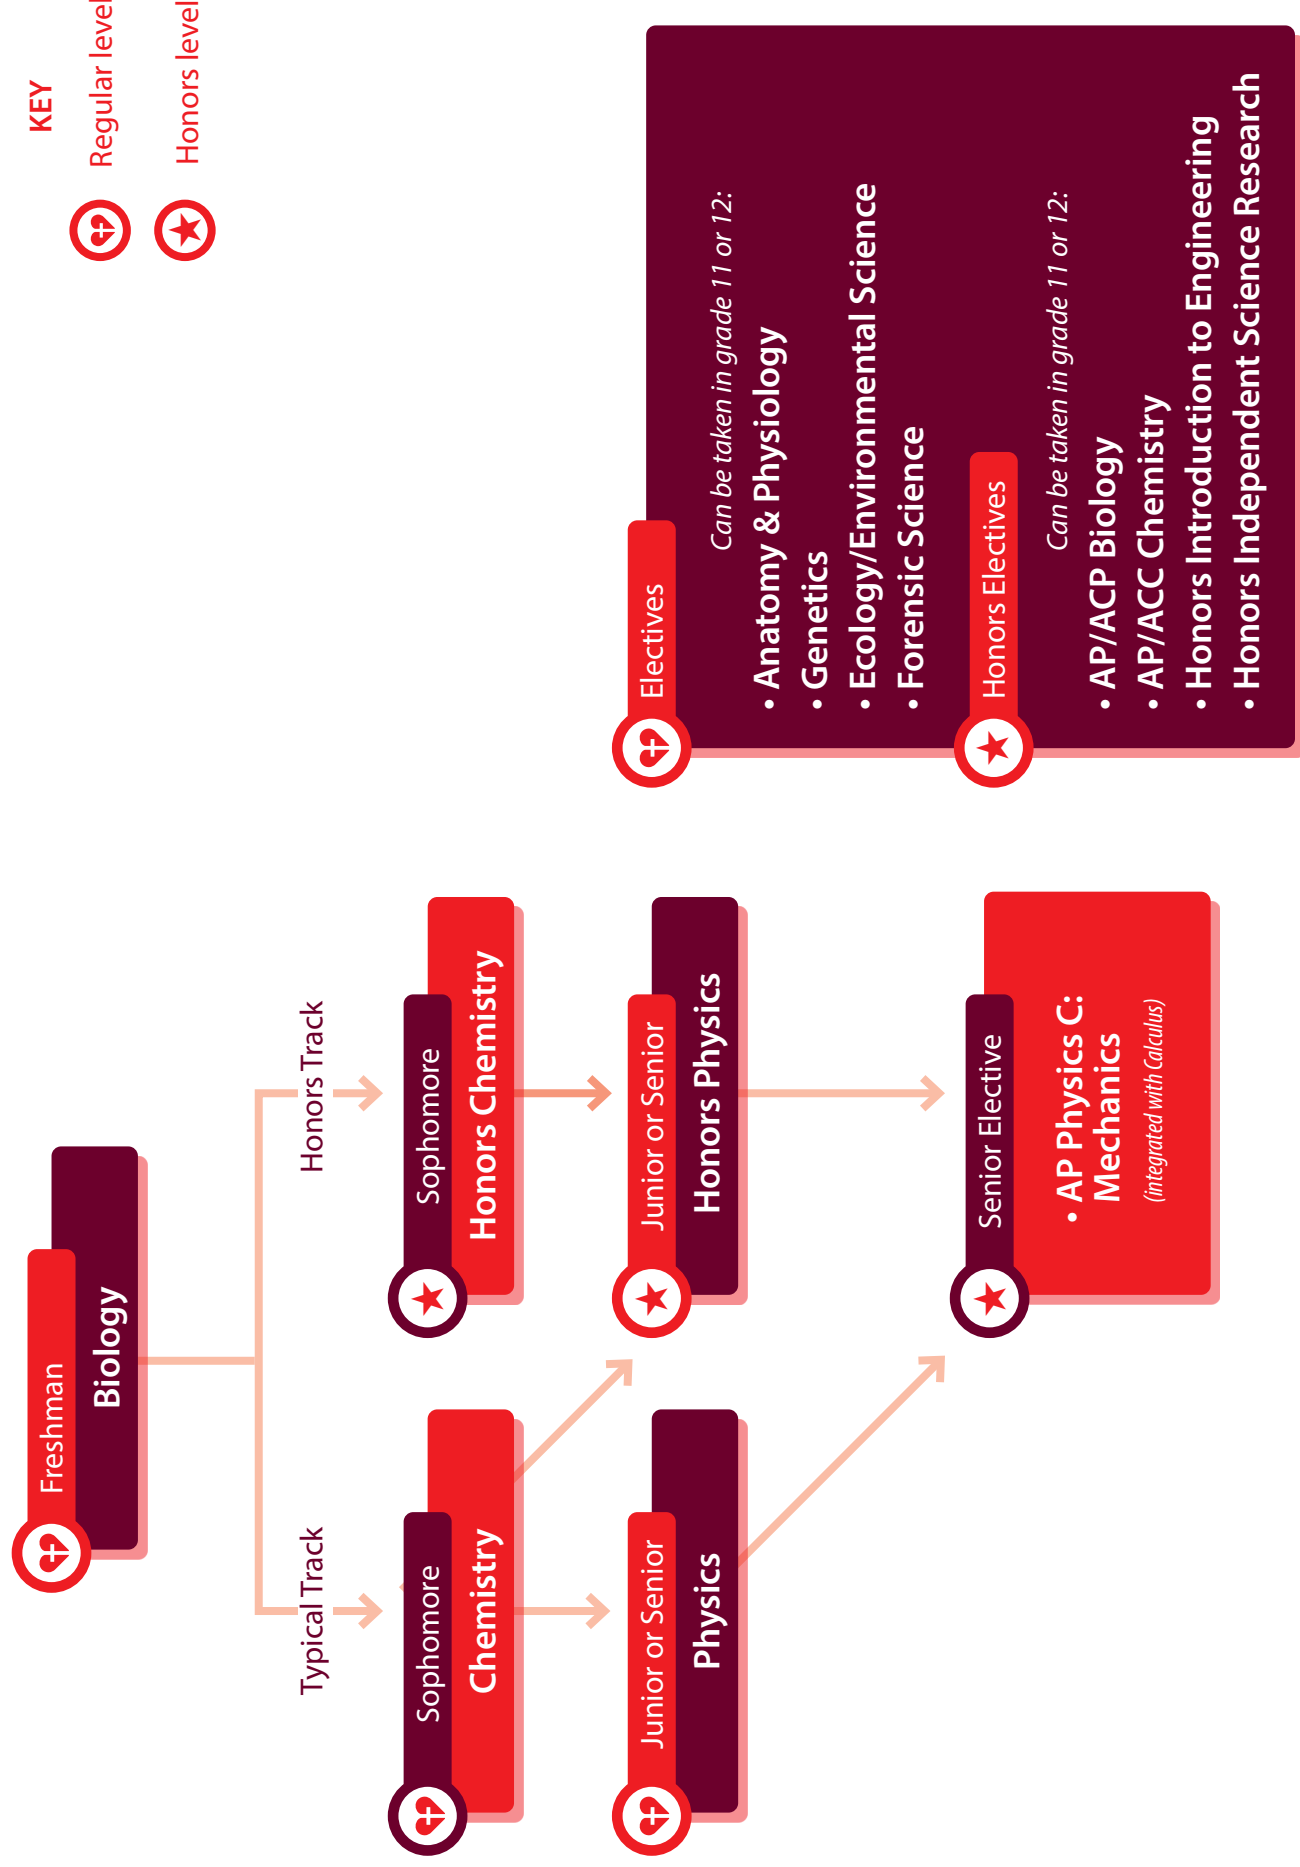 KEY
Regular level
Honors level
Freshman
Biology
Typical Track
Honors Track
Sophomore
Chemistry
Sophomore
Honors Chemistry
Junior or Senior
Physics
Junior or Senior
Honors Physics
Senior Elective
• AP Physics C:
Mechanics
(integrated with Calculus)
Electives
Can be taken in grade 11 or 12:
• Anatomy & Physiology
• Genetics
• Ecology/Environmental Science
• Forensic Science
Honors Electives
Can be taken in grade 11 or 12:
• AP/ACP Biology
• AP/ACC Chemistry
• Honors Introduction to Engineering
• Honors Independent Science Research